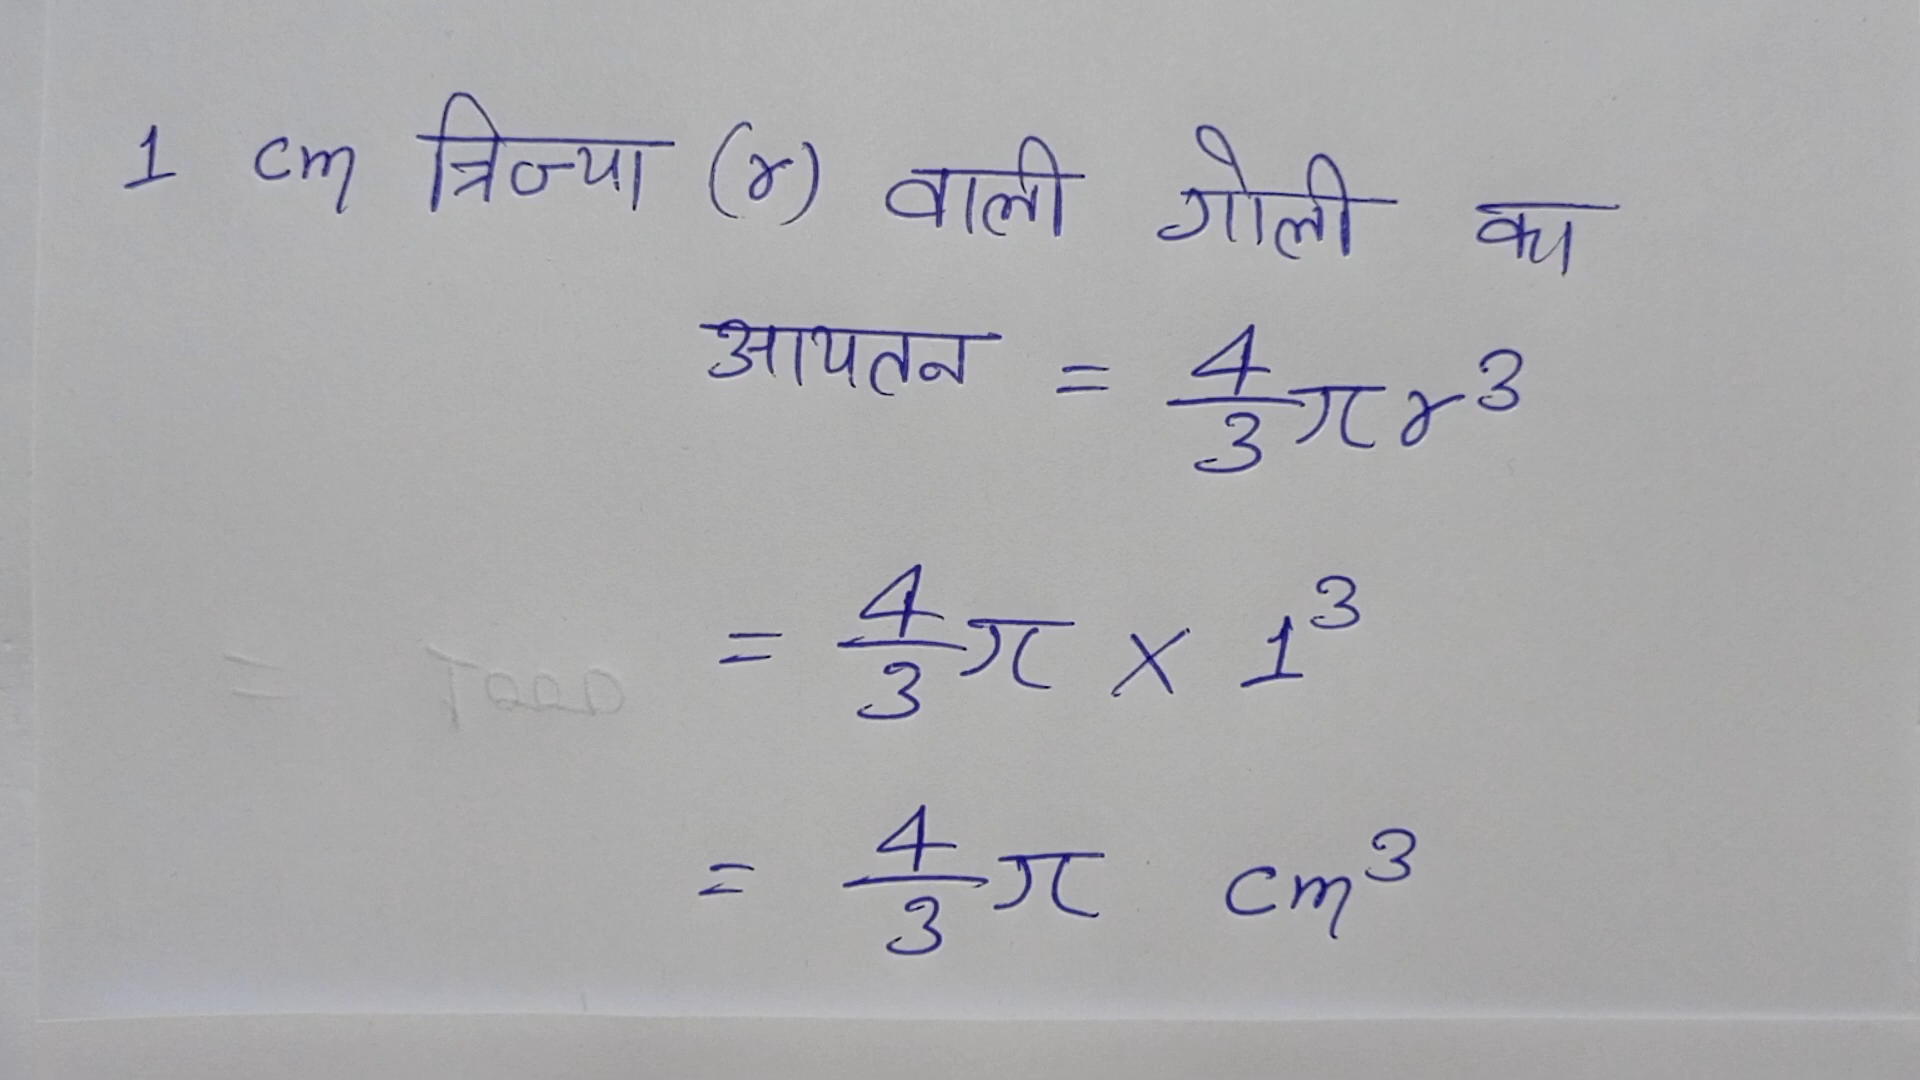 1 cm त्रिज्या (r) वाली गोली का
आयतन = 4/3 πr³
= 4/3 π × 1³
= 4/3 π cm³